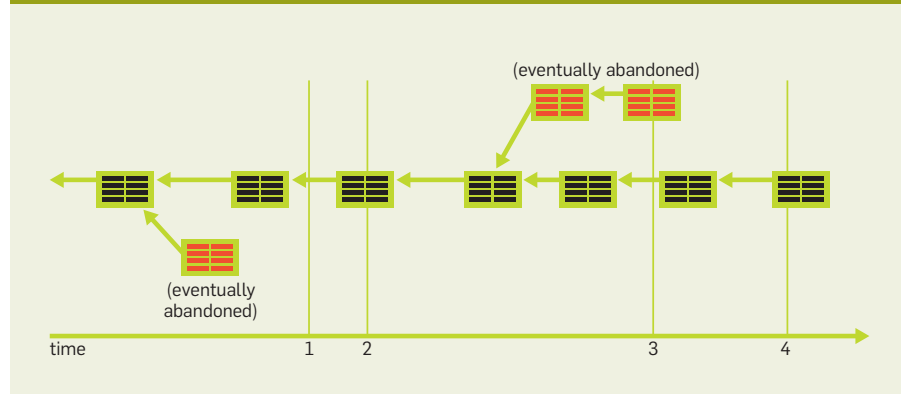 (eventually abandoned)
(eventually
abandoned)
time 1 2 3 4